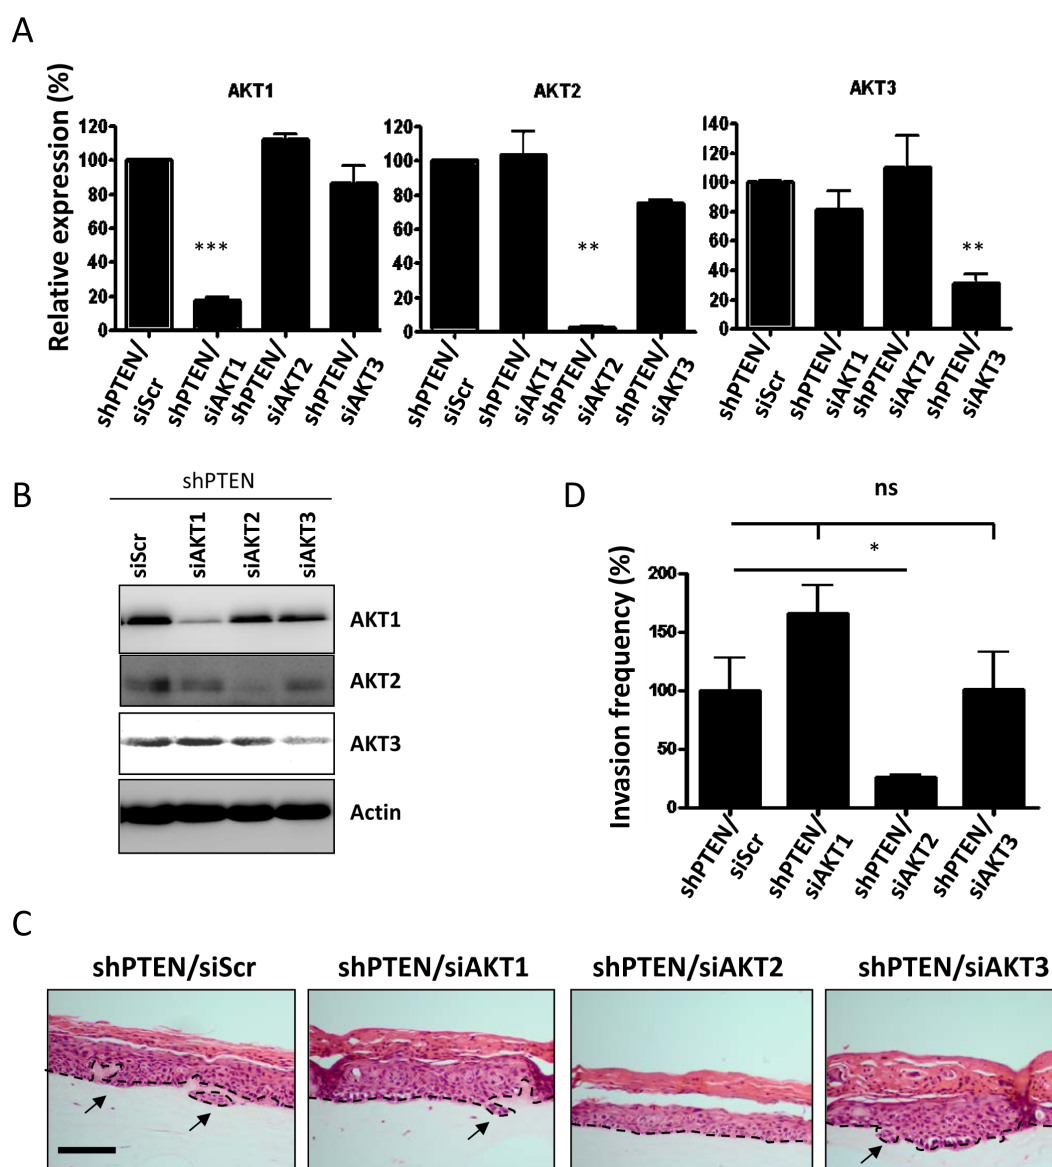 A
AKT1
AKT2
AKT3
Relative expression (%)
120
100
80
60
40
20
0
120
100
80
60
40
20
0
140
120
100
80
60
40
20
0
***
**
**
shPTEN/
siScr
shPTEN/
siAKT1
shPTEN/
siAKT2
shPTEN/
siAKT3
shPTEN/
siScr
shPTEN/
siAKT1
shPTEN/
siAKT2
shPTEN/
siAKT3
shPTEN/
siScr
shPTEN/
siAKT1
shPTEN/
siAKT2
shPTEN/
siAKT3
B
shPTEN
siScr
siAKT1
siAKT2
siAKT3
AKT1
AKT2
AKT3
Actin
D
ns
*
Invasion frequency (%)
200
150
100
50
0
shPTEN/
siScr
shPTEN/
siAKT1
shPTEN/
siAKT2
shPTEN/
siAKT3
C
shPTEN/siScr
shPTEN/siAKT1
shPTEN/siAKT2
shPTEN/siAKT3